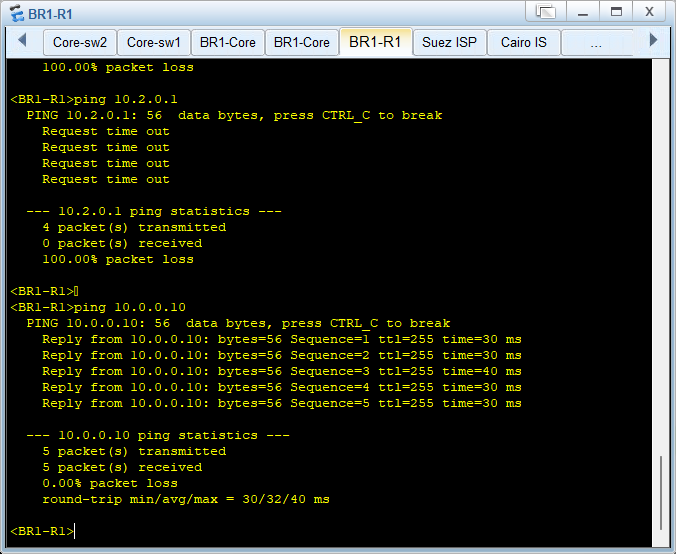 BR1-R1
Core-sw2 Core-sw1 BR1-Core BR1-Core BR1-R1 Suez ISP Cairo IS ...
100.00% packet loss
<BR1-R1>ping 10.2.0.1
PING 10.2.0.1: 56  data bytes, press CTRL_C to break
Request time out
Request time out
Request time out
Request time out
--- 10.2.0.1 ping statistics ---
4 packet(s) transmitted
0 packet(s) received
100.00% packet loss
<BR1-R1>
<BR1-R1>ping 10.0.0.10
PING 10.0.0.10: 56  data bytes, press CTRL_C to break
Reply from 10.0.0.10: bytes=56 Sequence=1 ttl=255 time=30 ms
Reply from 10.0.0.10: bytes=56 Sequence=2 ttl=255 time=30 ms
Reply from 10.0.0.10: bytes=56 Sequence=3 ttl=255 time=40 ms
Reply from 10.0.0.10: bytes=56 Sequence=4 ttl=255 time=30 ms
Reply from 10.0.0.10: bytes=56 Sequence=5 ttl=255 time=30 ms
--- 10.0.0.10 ping statistics ---
5 packet(s) transmitted
5 packet(s) received
0.00% packet loss
round-trip min/avg/max = 30/32/40 ms
<BR1-R1>